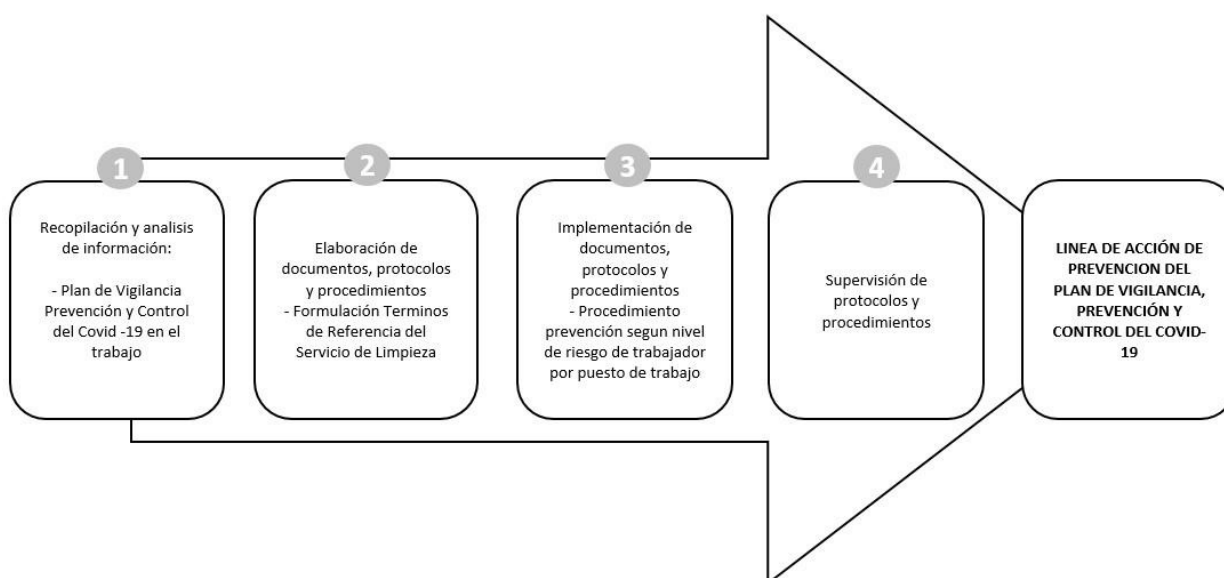 1
Recopilación y analisis
de información:
- Plan de Vigilancia
Prevención y Control
del Covid -19 en el
trabajo
2
Elaboración de
documentos, protocolos
y procedimientos
- Formulación Terminos
de Referencia del
Servicio de Limpieza
3
Implementación de
documentos,
protocolos y
procedimientos
- Procedimiento
prevención segun nivel
de riesgo de trabajador
por puesto de trabajo
4
Supervisión de
protocolos y
procedimientos
LINEA DE ACCIÓN DE
PREVENCION DEL
PLAN DE VIGILANCIA,
PREVENCIÓN Y
CONTROL DEL COVID-
19